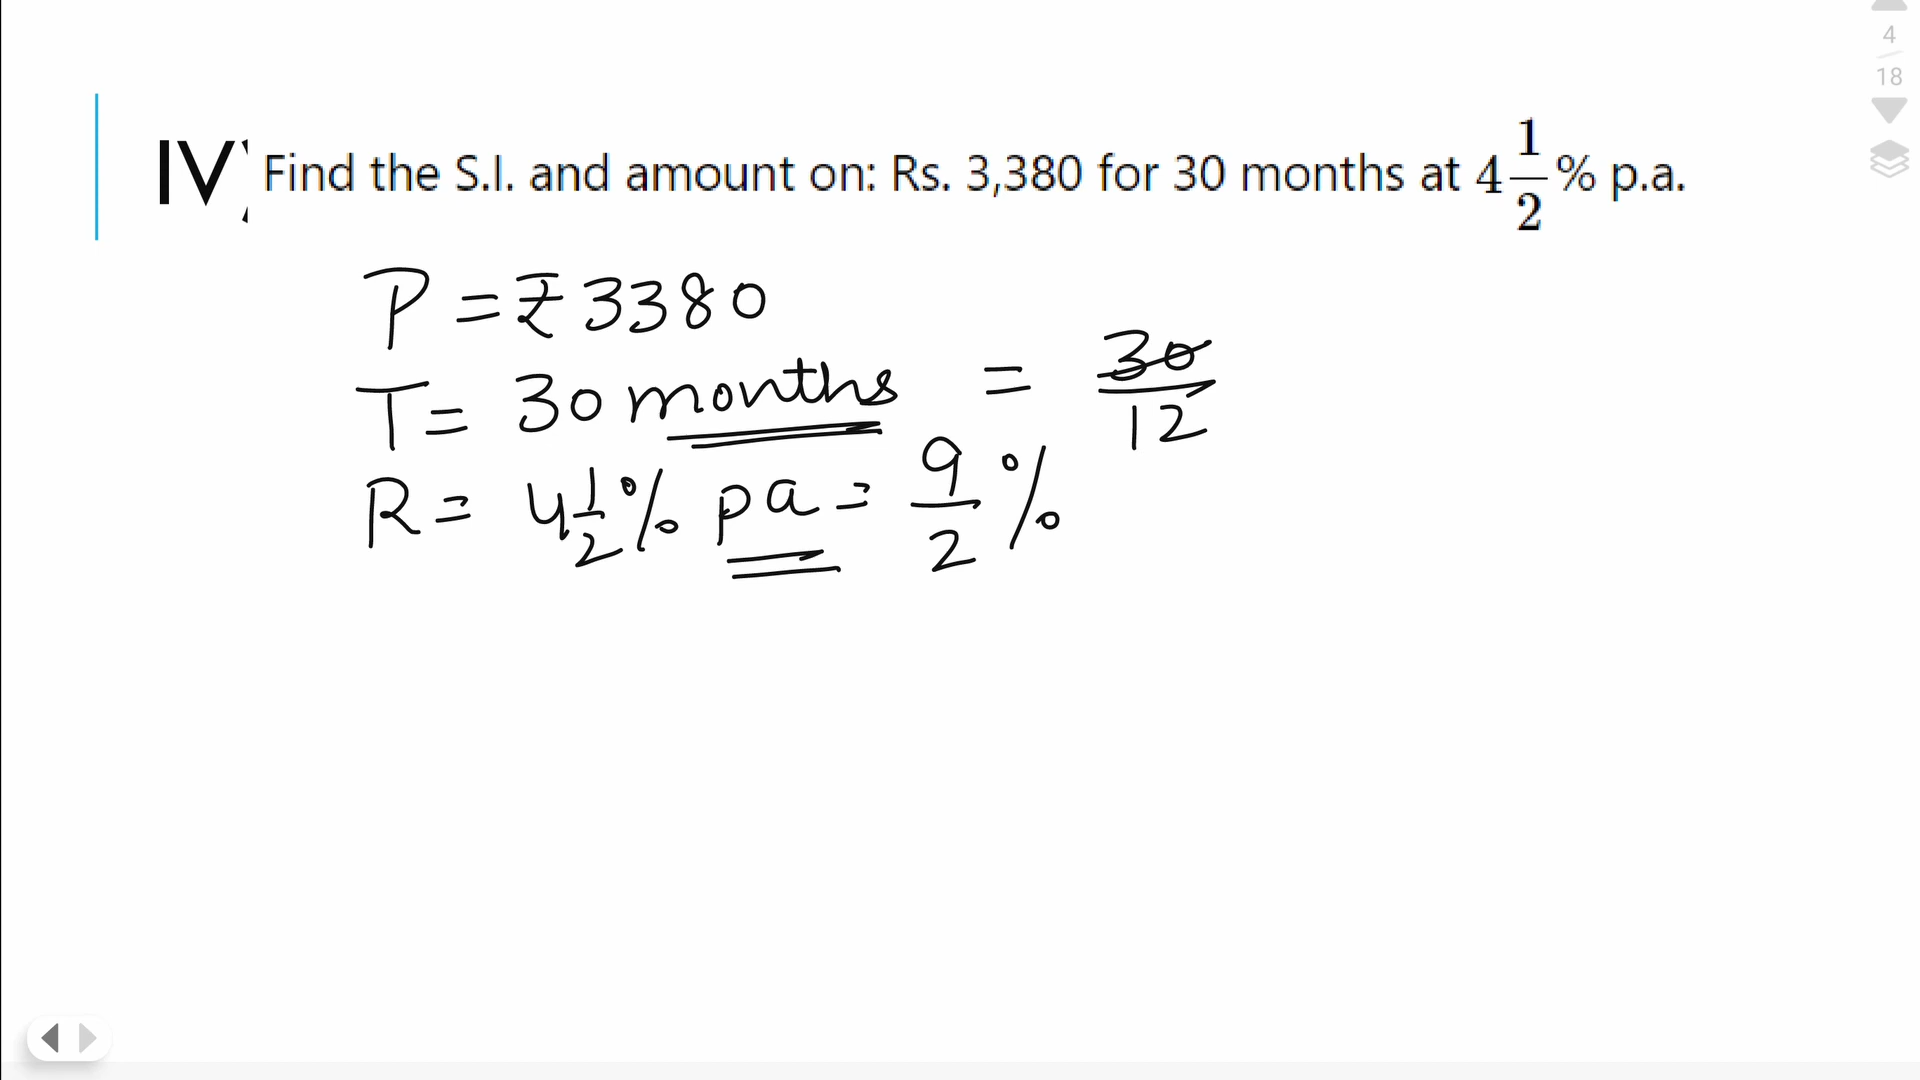 4
18
IV) Find the S.I. and amount on: Rs. 3,380 for 30 months at 4 1/2 % p.a.
P = ₹ 3380
T = 30 months = 30/12
R = 4 1/2 % pa = 9/2 %